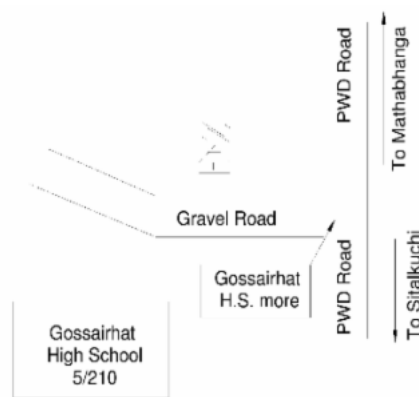 PWD Road
To Mathabhanga
Gravel Road
Gossairhat
H.S. more
PWD Road
To Sitalkuchi
Gossairhat
High School
5/210